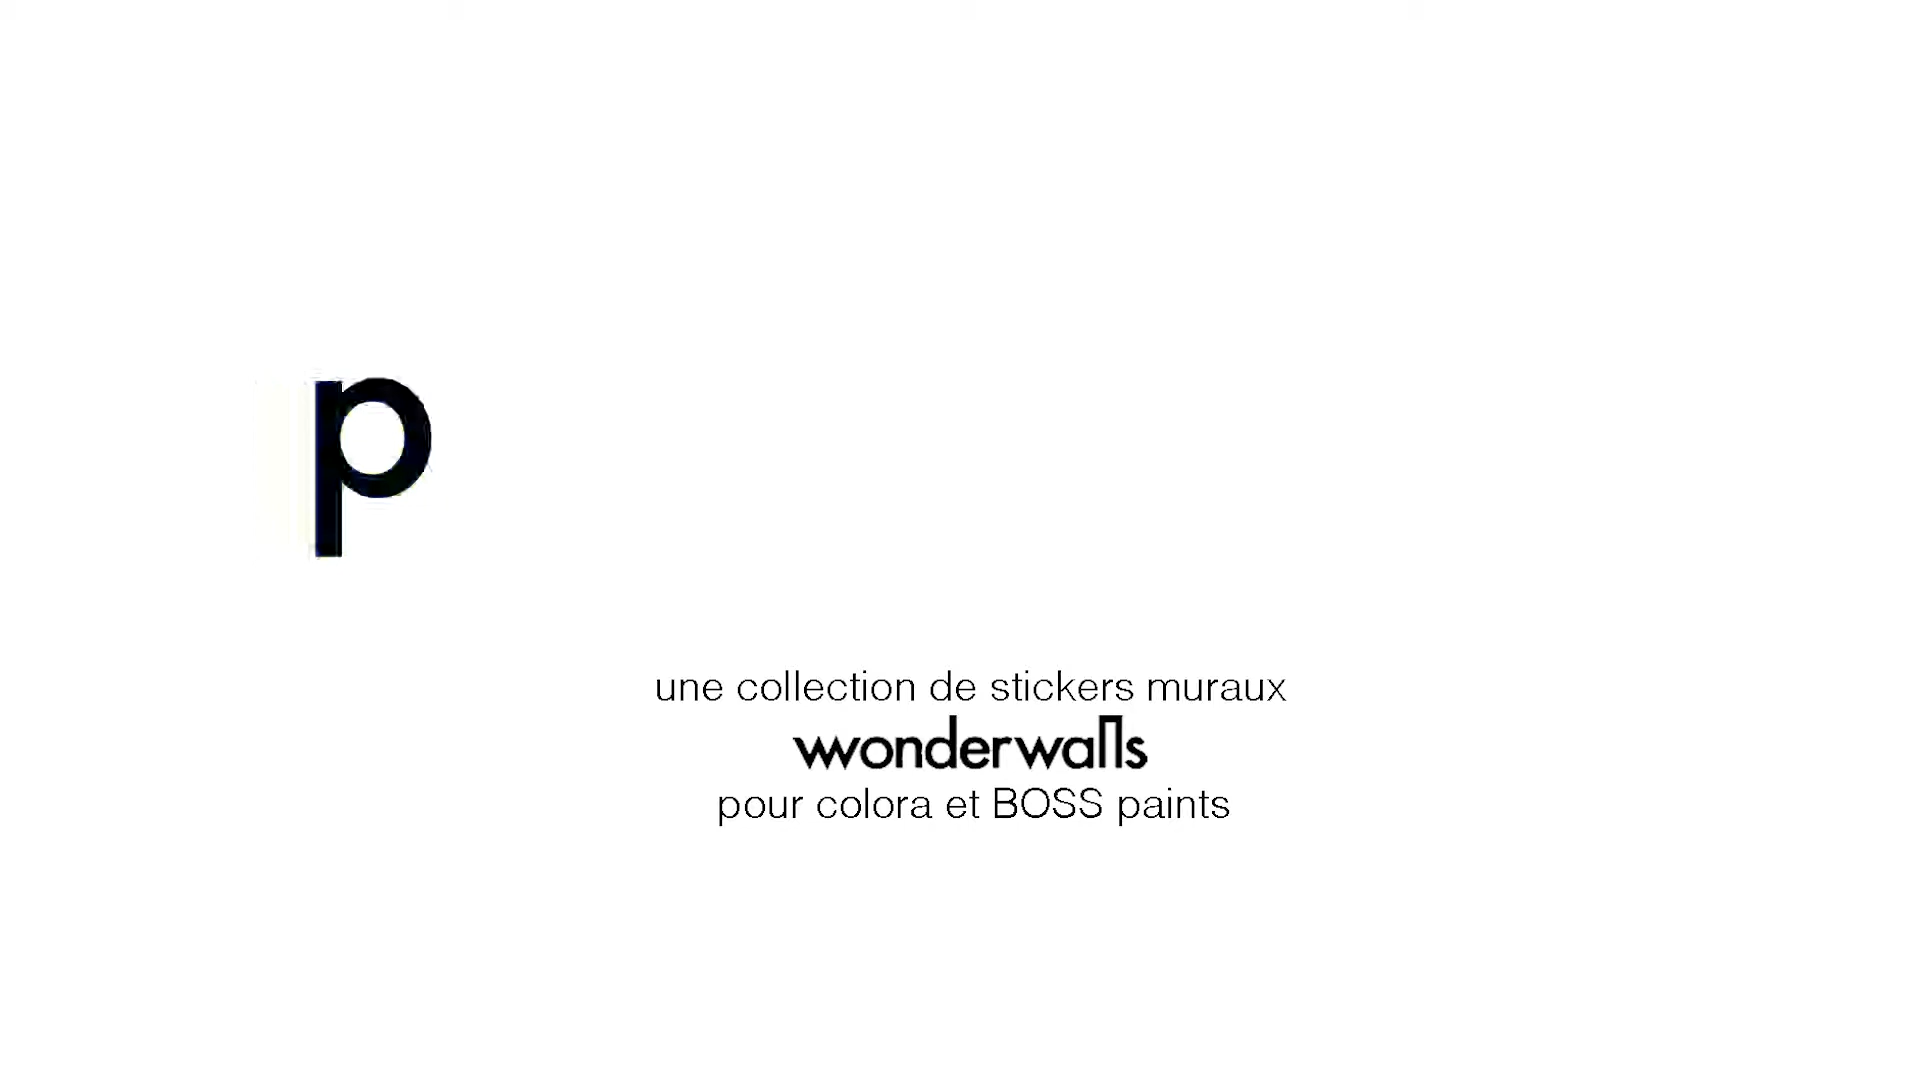 p
une collection de stickers muraux
wonderwalls
pour colora et BOSS paints